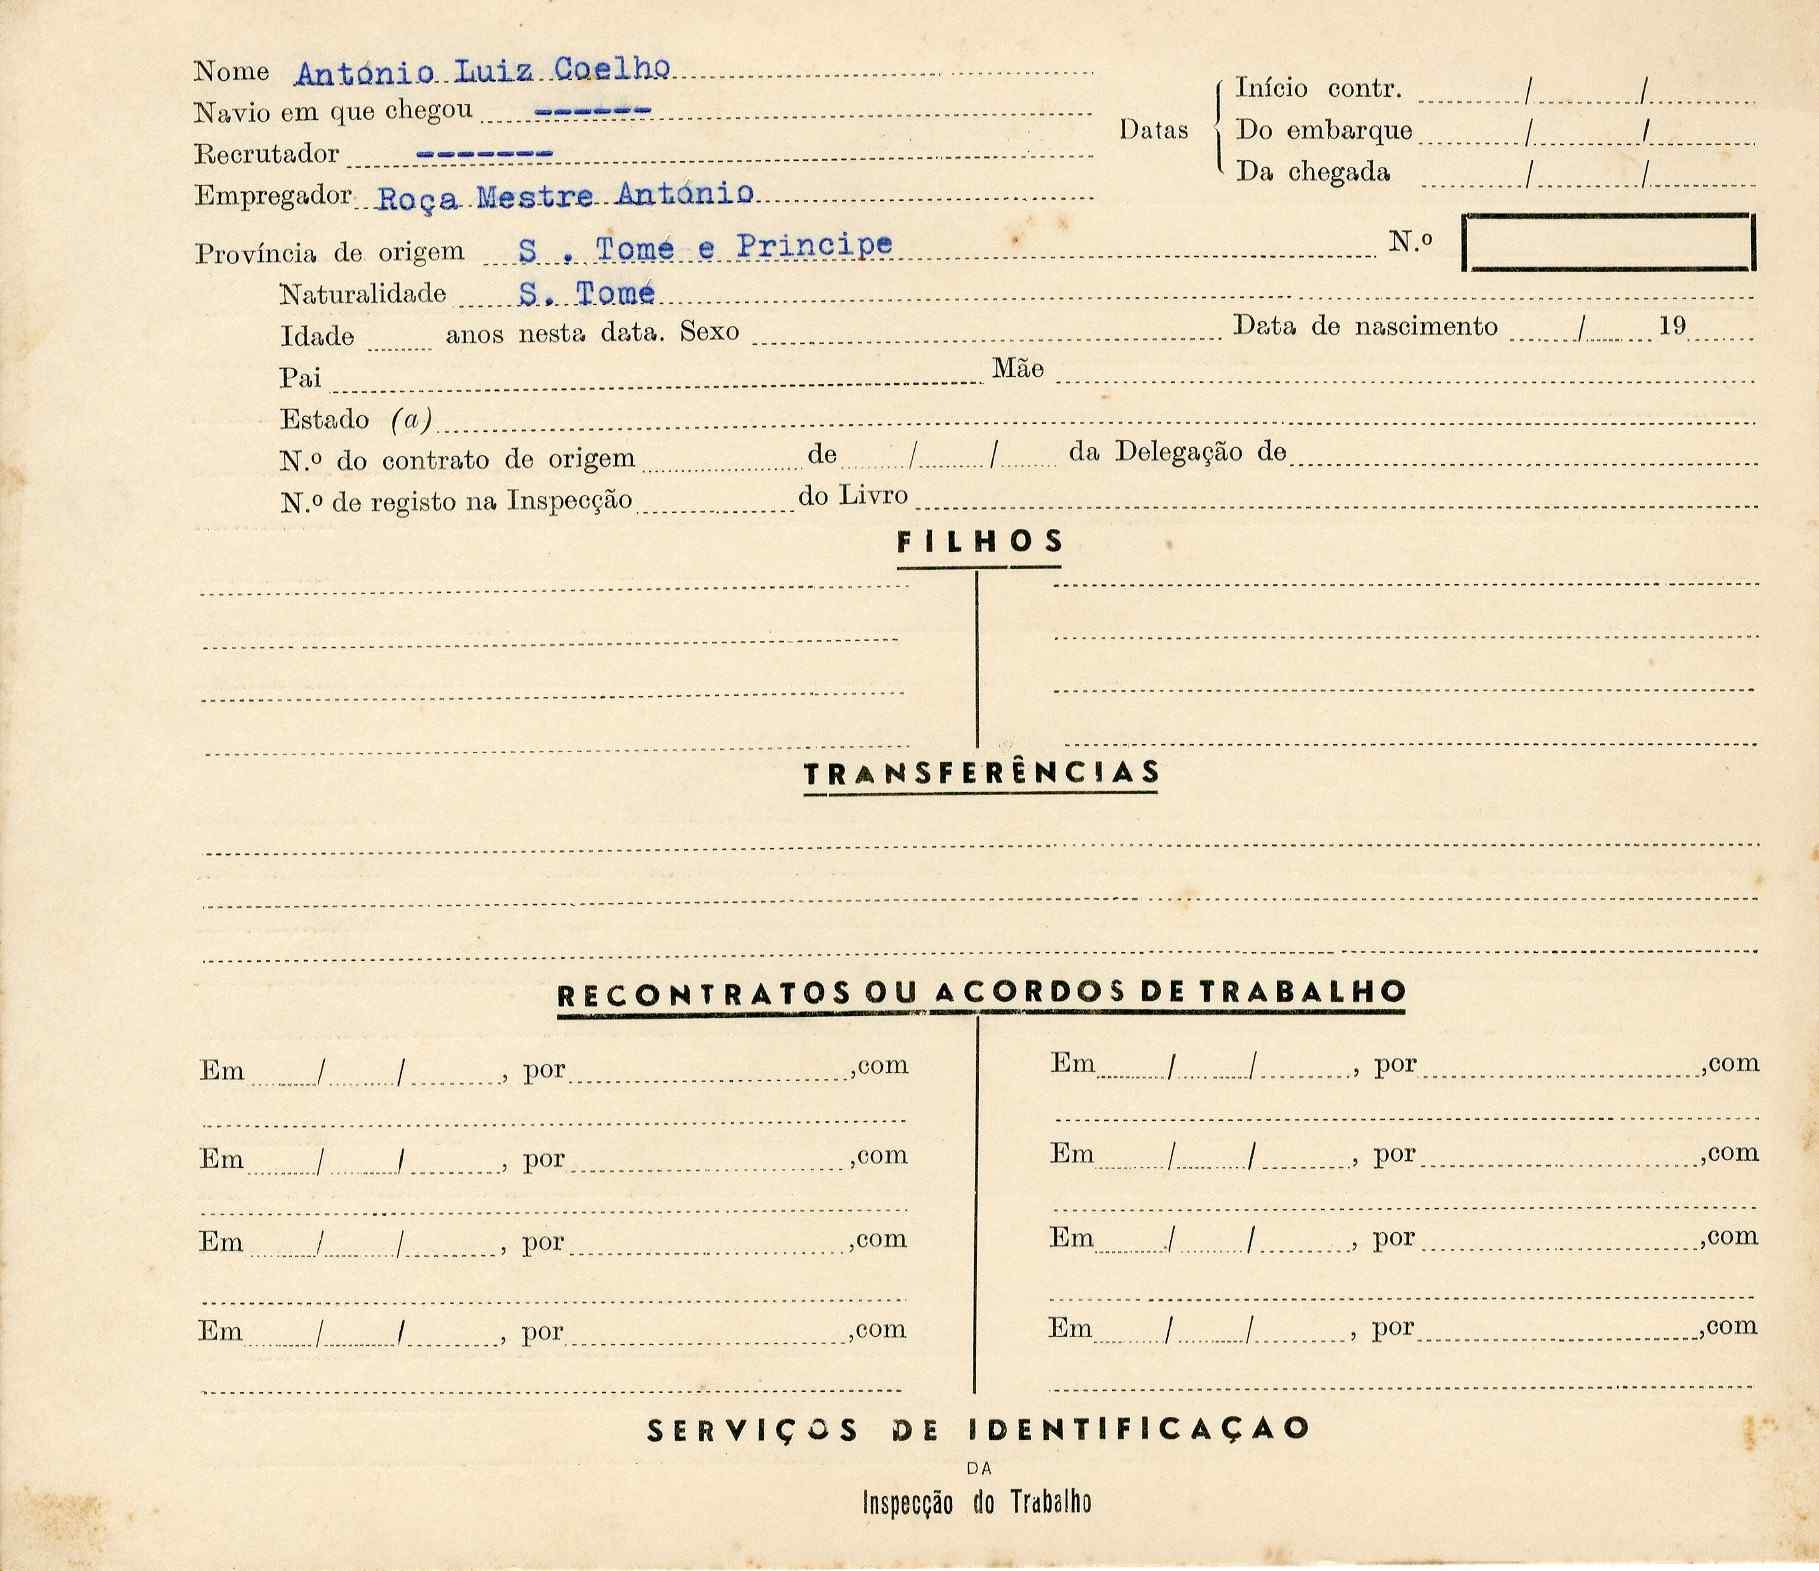 Nome António Luiz Coelho
Navio em que chegou ------
Recrutador -------
Empregador Roça Mestre António
Datas
Início contr. / /
Do embarque / /
Da chegada / /
Província de origem S . Tomé e Principe N.º
Naturalidade S. Tomé
Idade anos nesta data. Sexo Data de nascimento / 19
Pai Mãe
Estado (a)
N.º do contrato de origem de / / da Delegação de
N.º de registo na Inspecção do Livro
FILHOS
TRANSFERÊNCIAS
RECONTRATOS OU ACORDOS DE TRABALHO
Em / / , por ,com Em / / , por ,com
Em / / , por ,com Em / / , por ,com
Em / / , por ,com Em / / , por ,com
Em / / , por ,com Em / / , por ,com
SERVIÇOS DE IDENTIFICAÇAO
DA
Inspecção do Trabalho